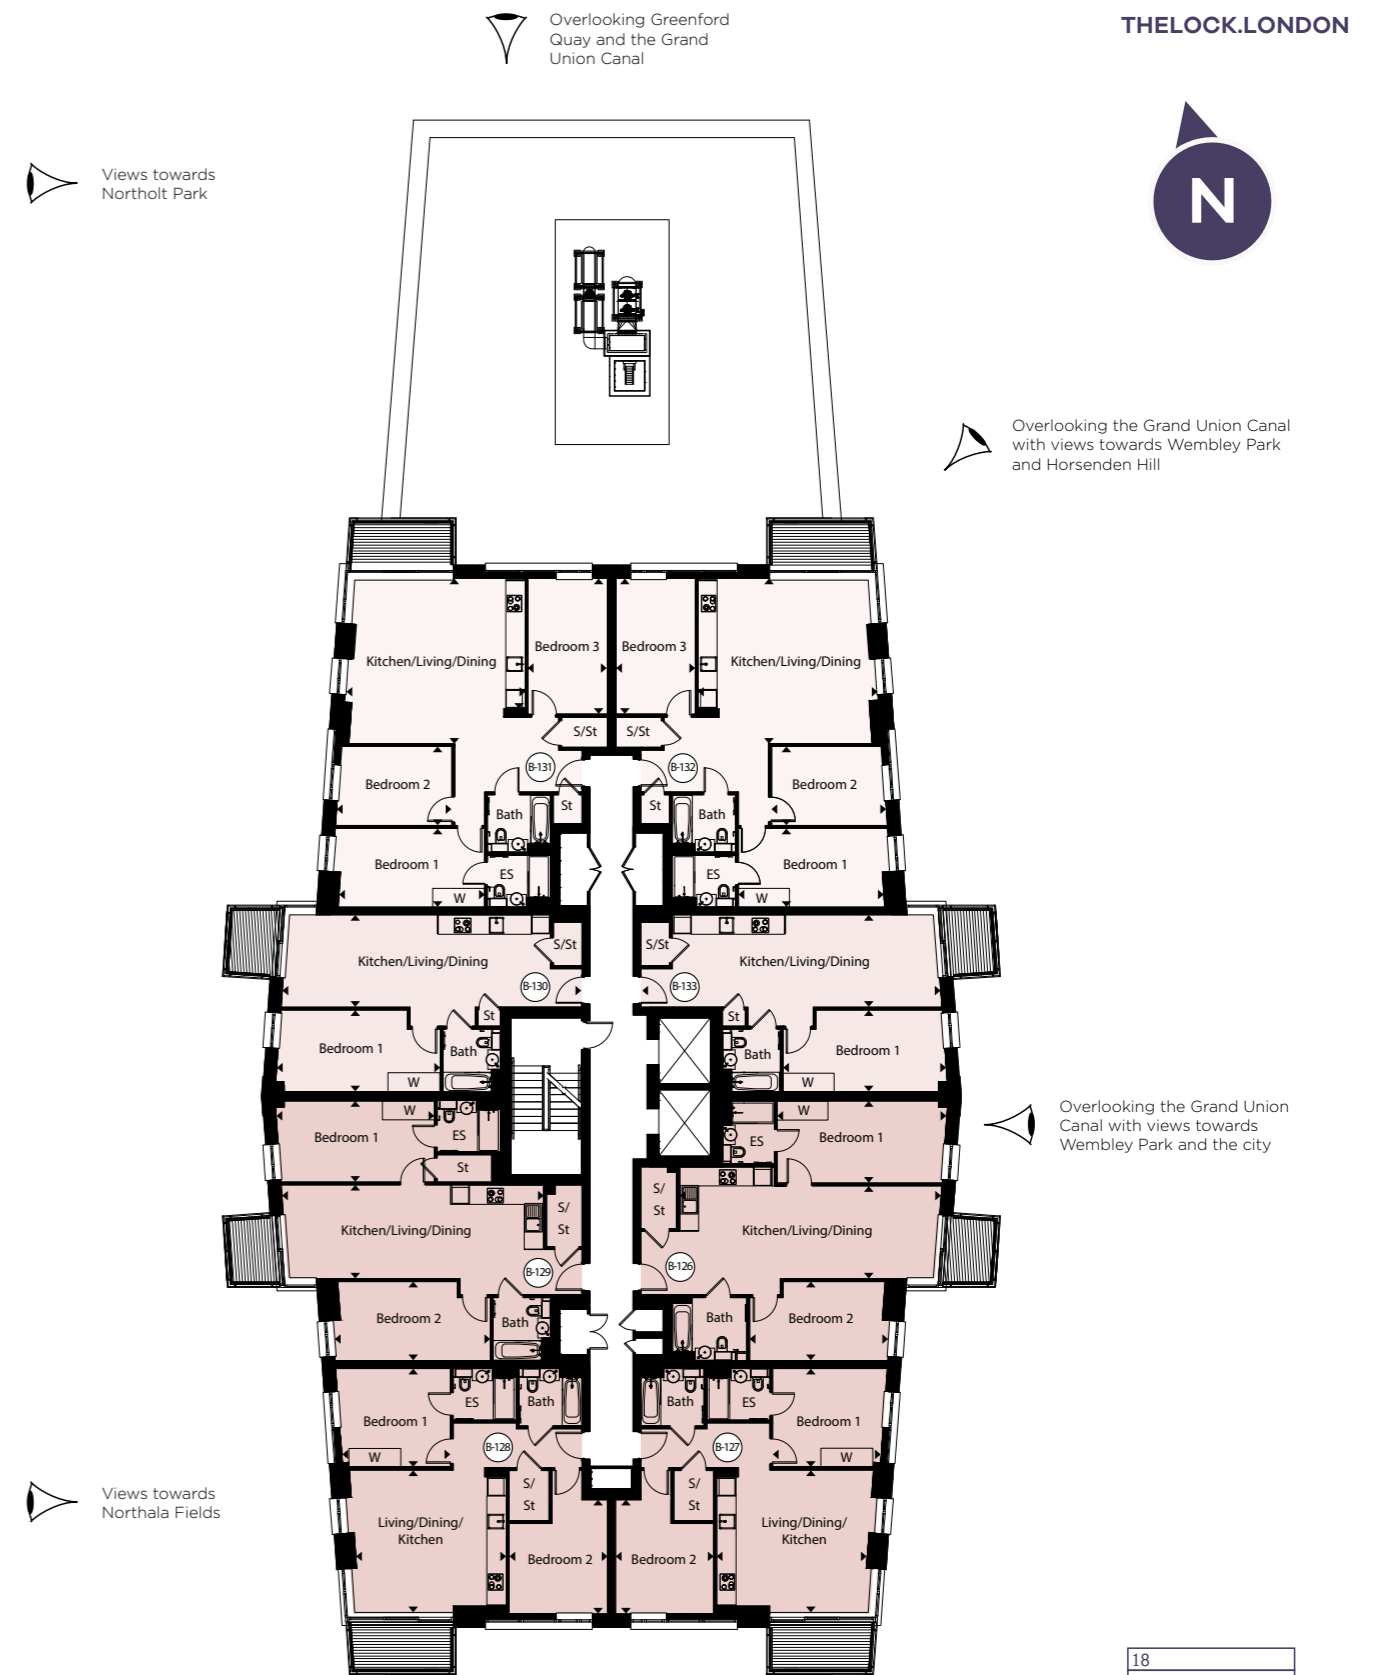 Overlooking Greenford
Quay and the Grand
Union Canal
THELOCK.LONDON
N
Views towards
Northolt Park
Overlooking the Grand Union Canal
with views towards Wembley Park
and Horsenden Hill
Kitchen/Living/Dining
Bedroom 3
Bedroom 3
Kitchen/Living/Dining
S/St
S/St
B-131
B-132
Bedroom 2
Bedroom 2
St
St
Bath
Bath
Bedroom 1
Bedroom 1
ES
ES
W
W
S/St
S/St
Kitchen/Living/Dining
Kitchen/Living/Dining
B-130
B-133
St
St
Bedroom 1
Bath
Bath
Bedroom 1
W
W
W
W
Bedroom 1
ES
ES
Bedroom 1
St
Overlooking the Grand Union
Canal with views towards
Wembley Park and the city
S/
St
S/
St
Kitchen/Living/Dining
Kitchen/Living/Dining
B-129
B-126
Bedroom 2
Bath
Bath
Bedroom 2
ES
Bath
Bath
ES
Bedroom 1
Bedroom 1
B-128
B-127
W
W
S/
St
S/
St
Views towards
Northala Fields
Living/Dining/
Kitchen
Living/Dining/
Kitchen
Bedroom 2
Bedroom 2
18